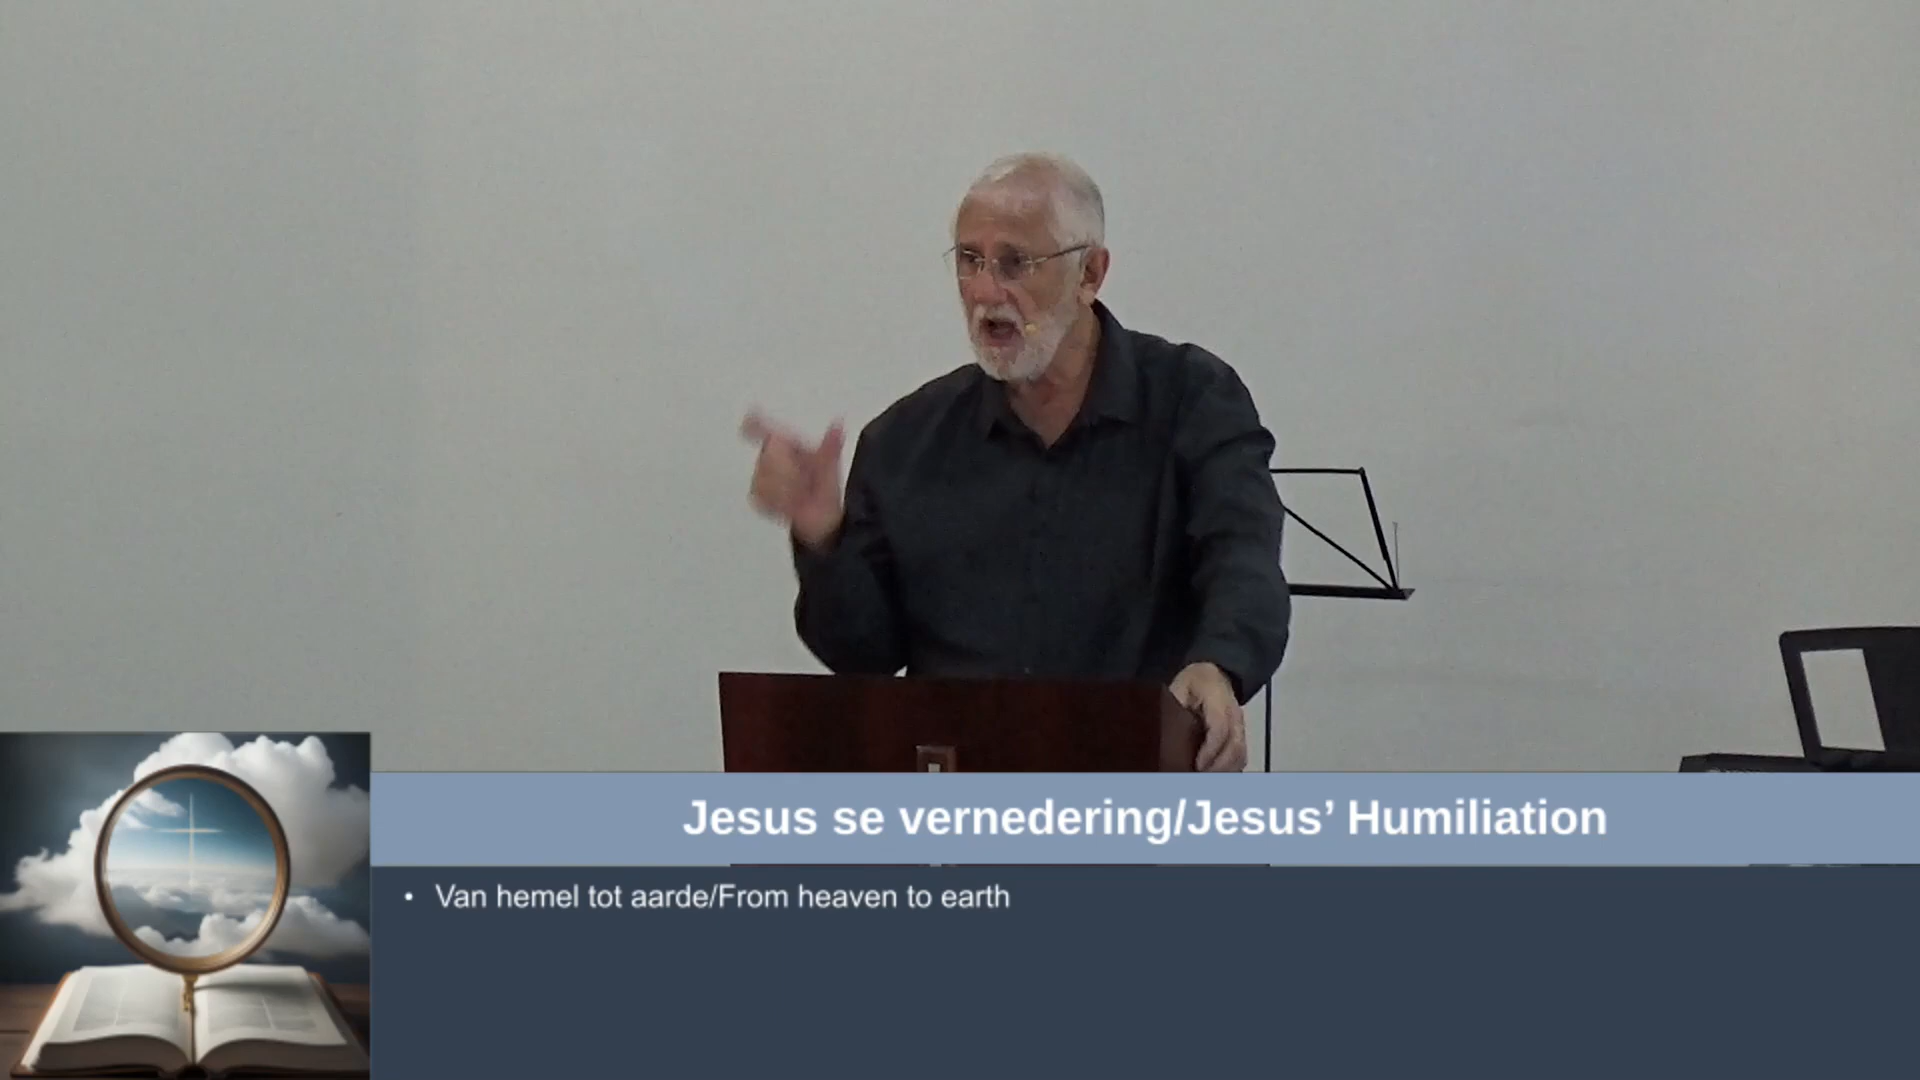 Jesus se vernedering/Jesus’ Humiliation
• Van hemel tot aarde/From heaven to earth